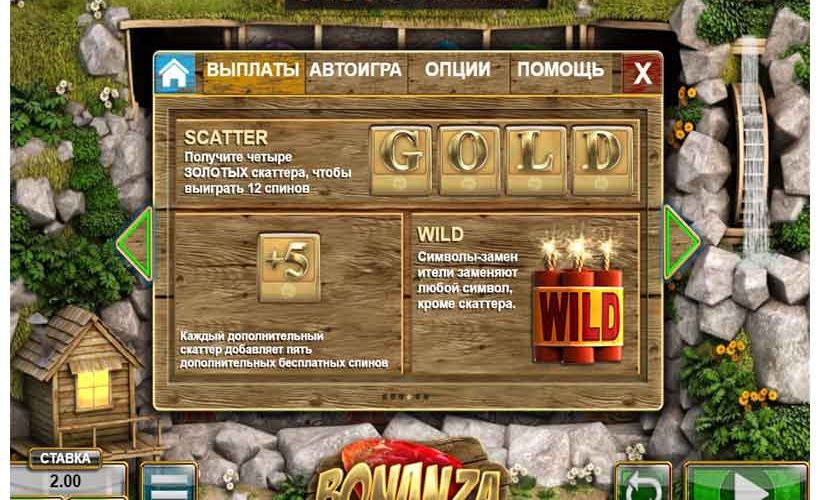 ВЫПЛАТЫ АВТОИГРА ОПЦИИ ПОМОЩЬ X
SCATTER
Получите четыре
ЗОЛОТЫХ скаттера, чтобы
выиграть 12 спинов
GOLD
+5
Каждый дополнительный
скаттер добавляет пять
дополнительных бесплатных спинов
WILD
Символы-замен
ители заменяют
любой символ,
кроме скаттера.
WILD
СТАВКА
2.00
BONANZA